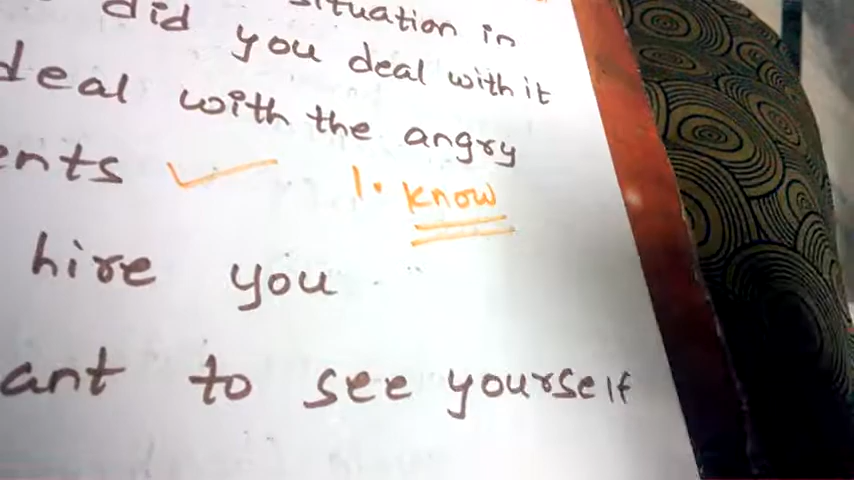 did situation in
you deal with it
deal with the angry
ents
1. know
hire you
ant to see yourself